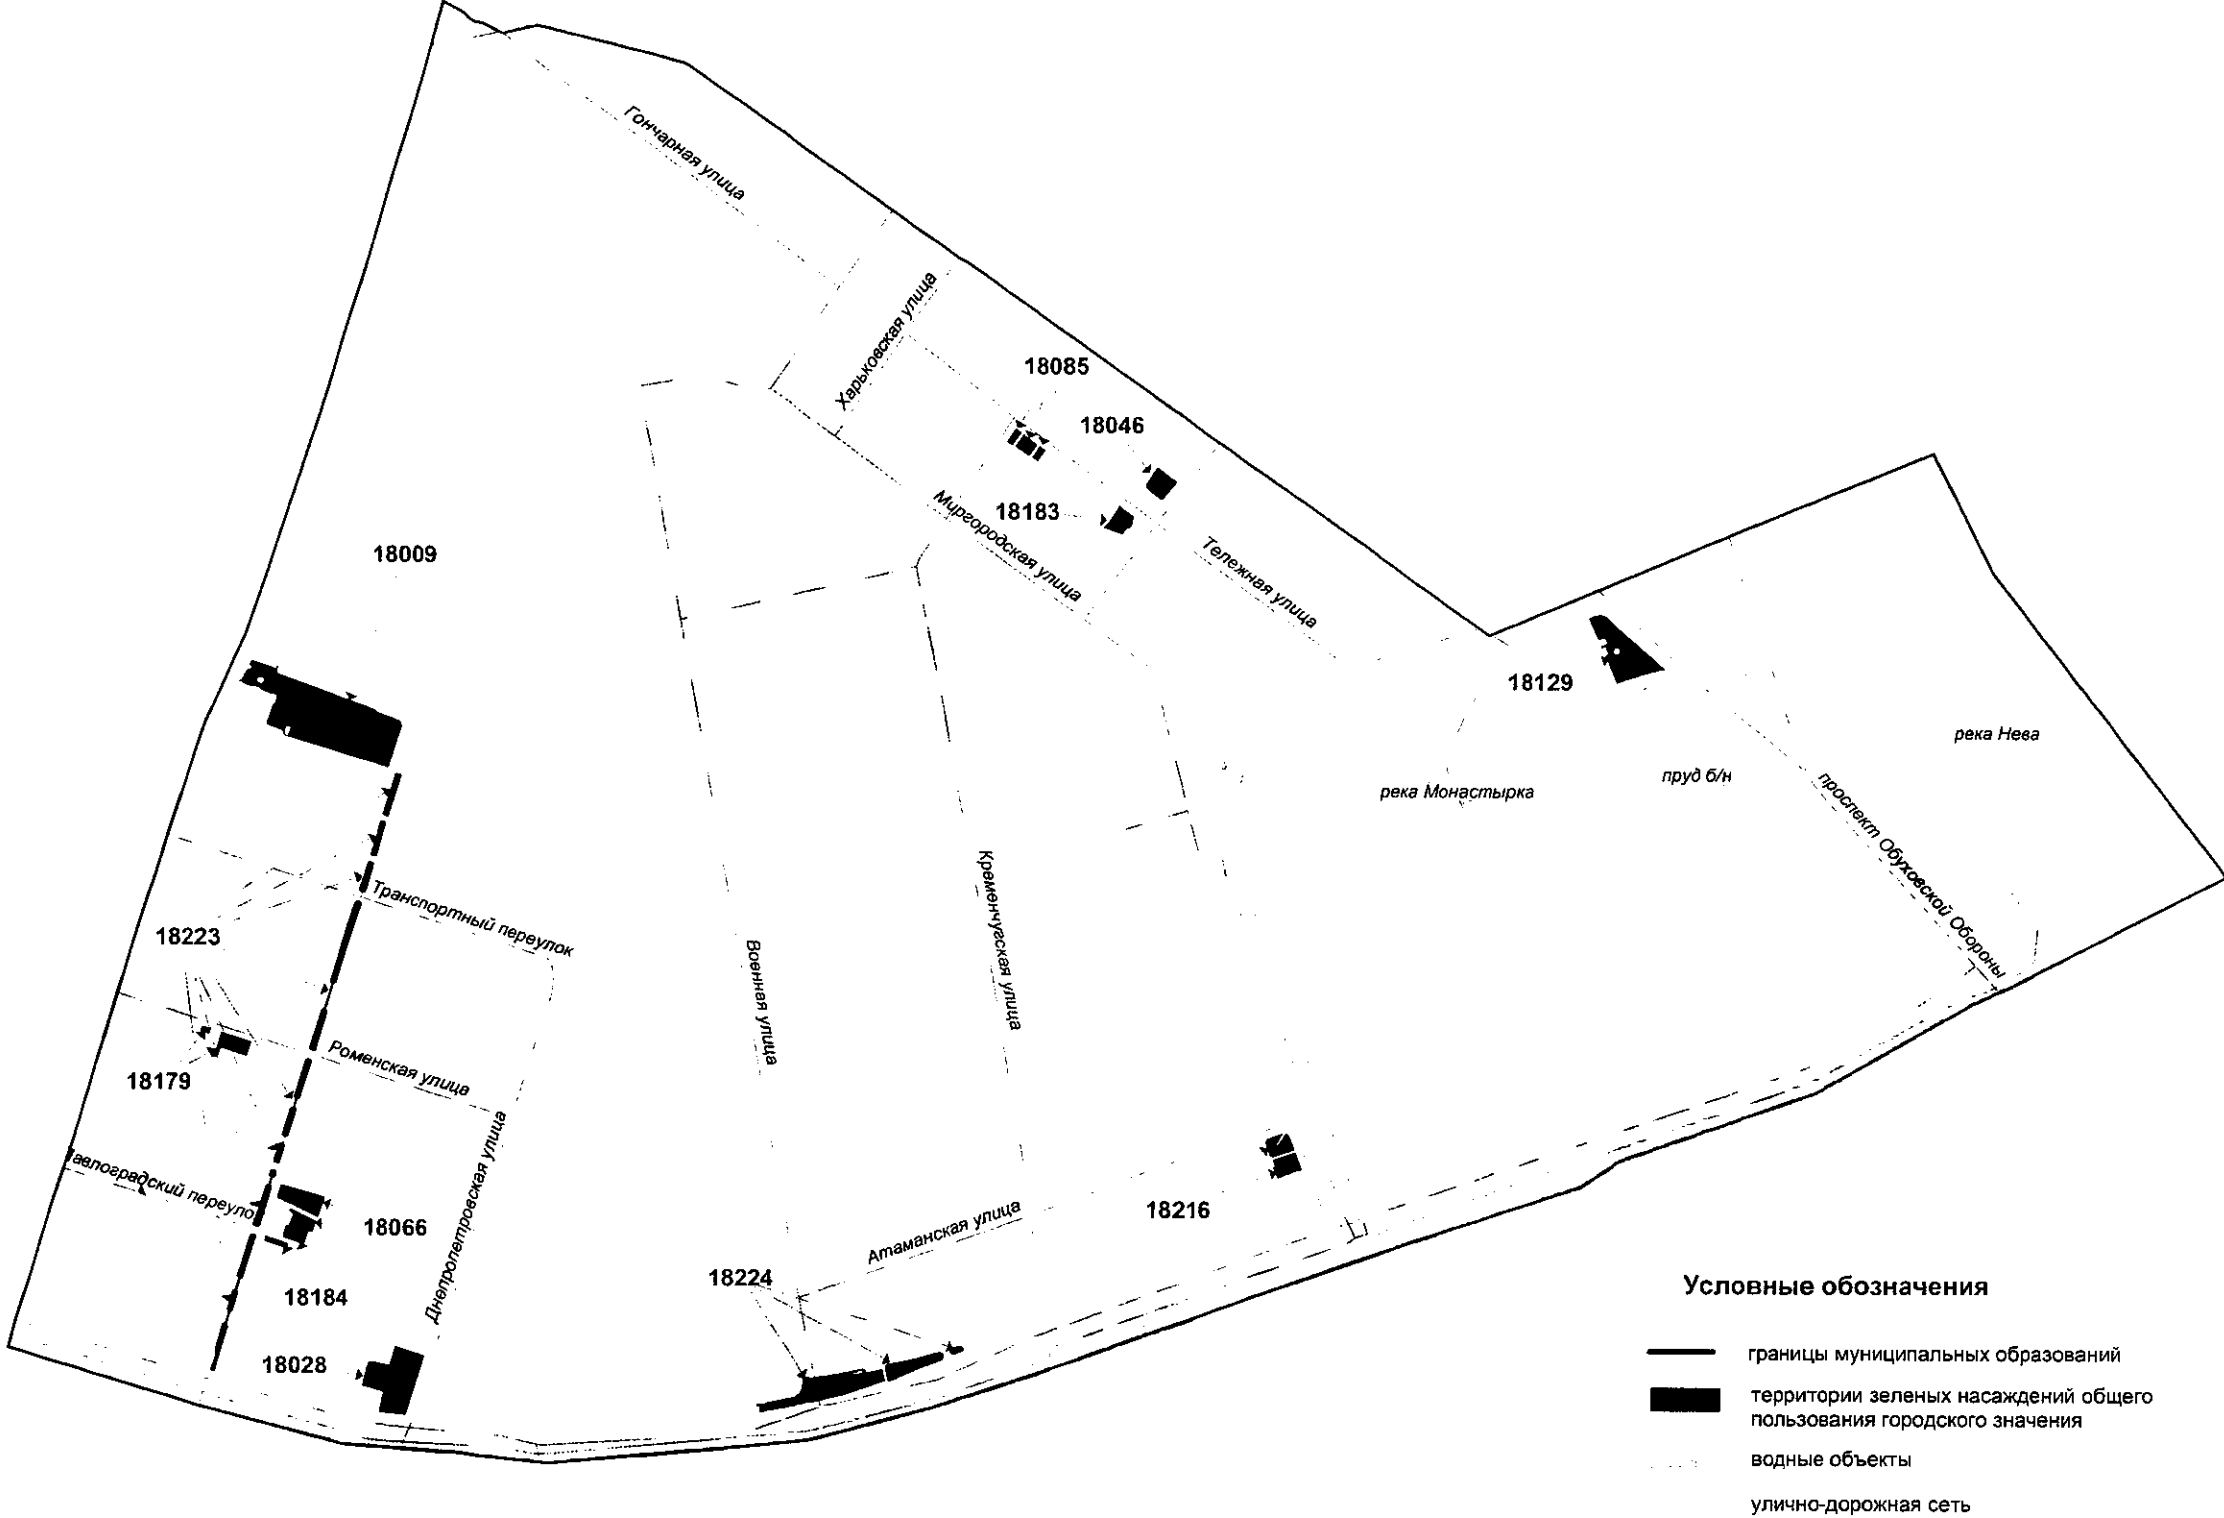 Гончарная улица
Харьковская улица
18085
18046
18183
Миргородская улица
Тележная улица
18009
18129
река Нева
пруд б/н
река Монастырка
проспект Обуховской Обороны
Транспортный переулок
18223
Кременчугская улица
Военная улица
Роменская улица
18179
Днепропетровская улица
авлоградский переуло
18066
18216
Атаманская улица
18224
18184
18028
Условные обозначения
границы муниципальных образований
территории зеленых насаждений общего
пользования городского значения
водные объекты
улично-дорожная сеть